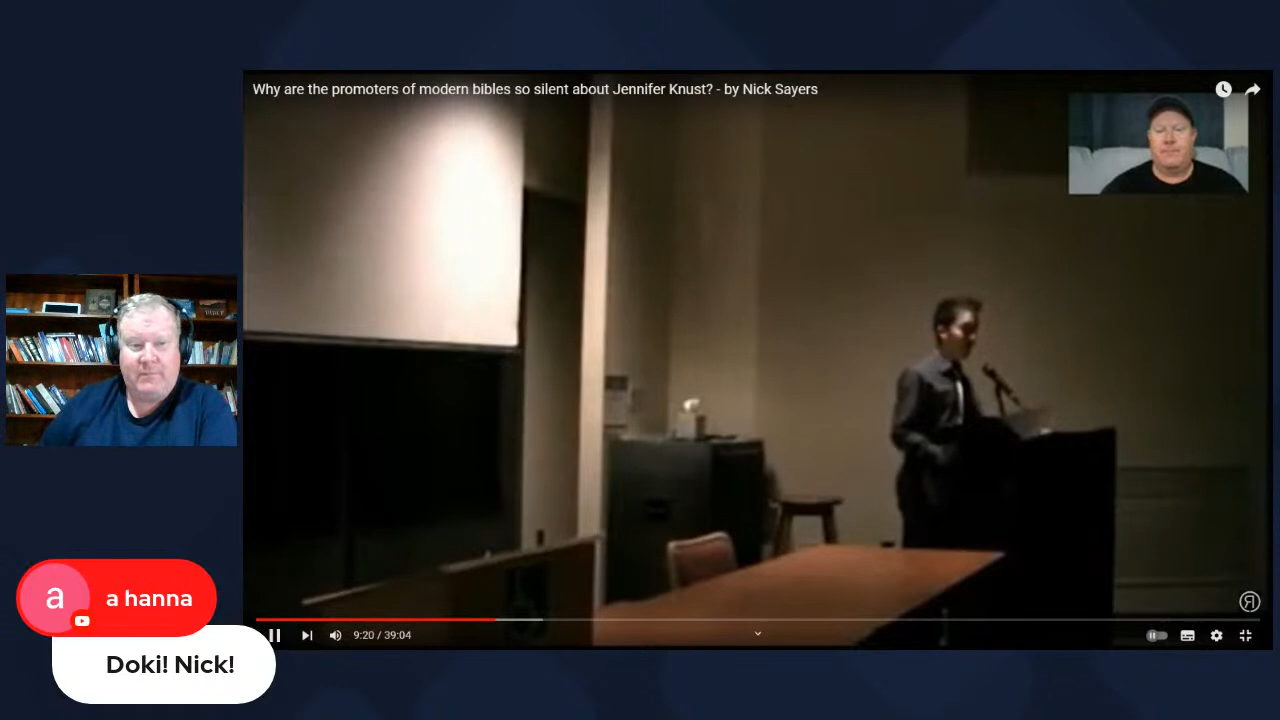 Why are the promoters of modern bibles so silent about Jennifer Knust? - by Nick Sayers
9:20 / 39:04
a
a hanna
Doki! Nick!